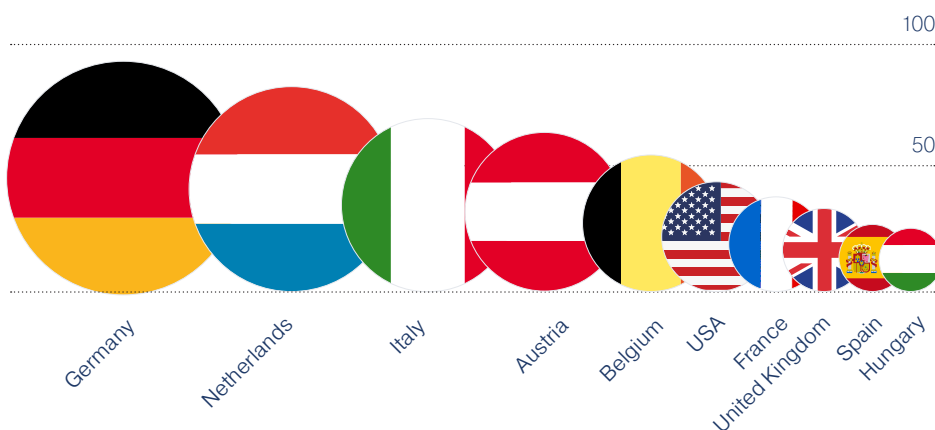 100
50
Germany
Netherlands
Italy
Austria
Belgium
USA
France
United Kingdom
Spain
Hungary